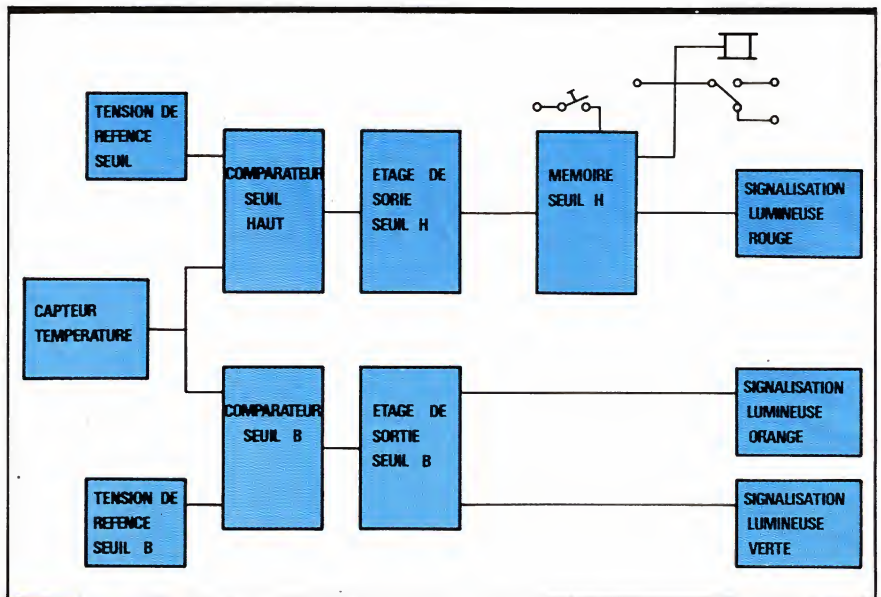 TENSION DE
REFENCE
SEUIL
COMPARATEUR
SEUIL
HAUT
ETAGE DE
SORIE
SEUIL H
MEMOIRE
SEUIL H
SIGNALISATION
LUMINEUSE
ROUGE
CAPTEUR
TEMPERATURE
COMPARATEUR
SEUIL B
ETAGE DE
SORTIE
SEUIL B
SIGNALISATION
LUMINEUSE
ORANGE
TENSION DE
REFENCE
SEUIL B
SIGNALISATION
LUMINEUSE
VERTE